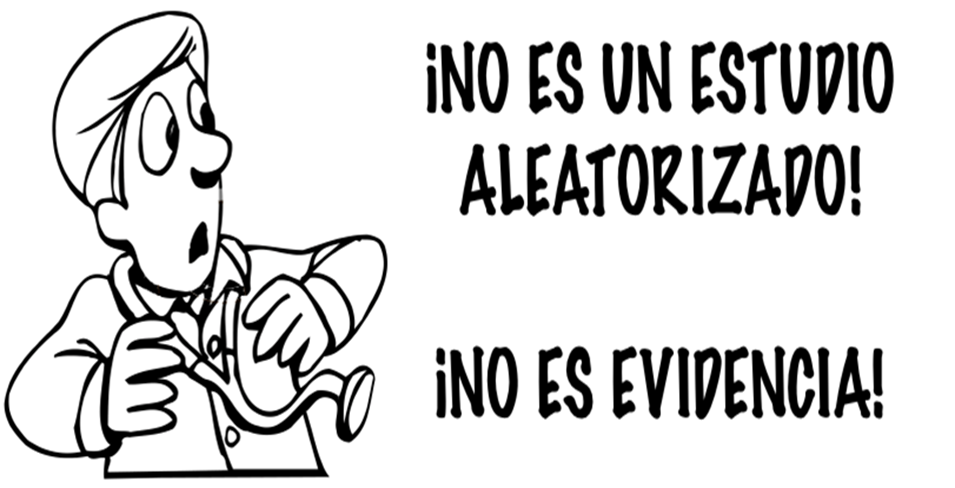 ¡NO ES UN ESTUDIO
ALEATORIZADO!
¡NO ES EVIDENCIA!